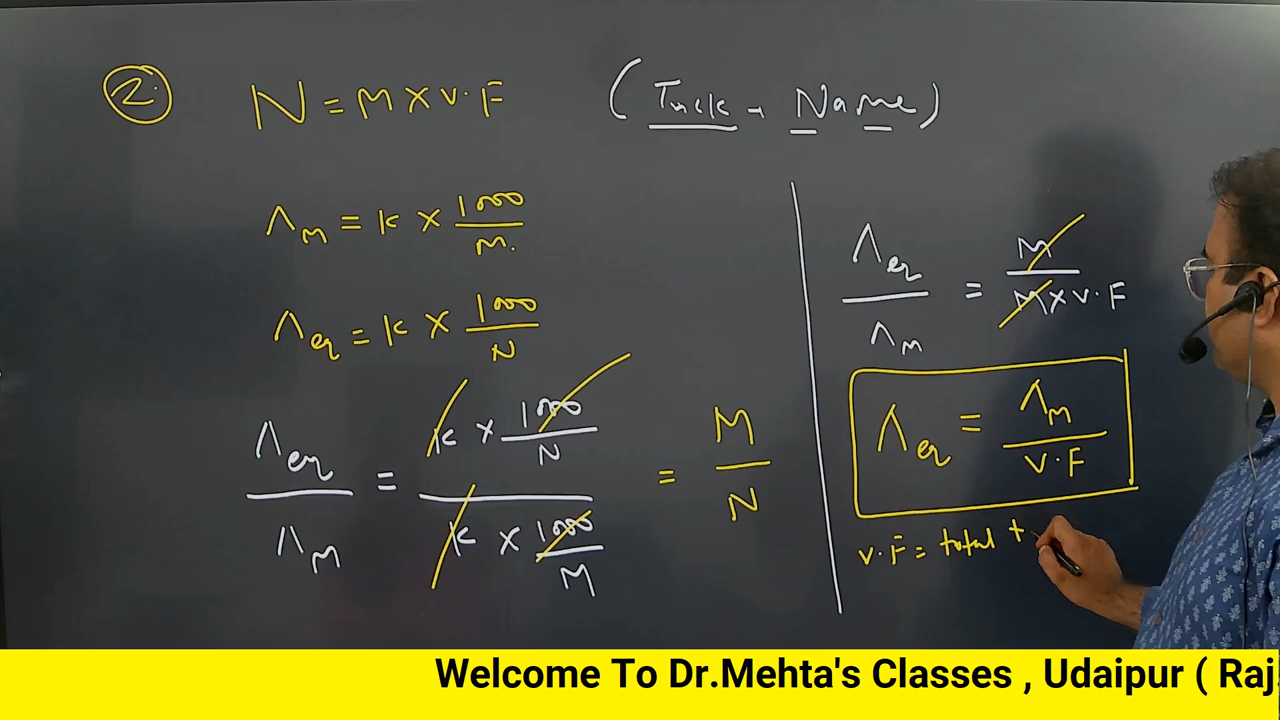 2. N = M x v.F (Trick - Name)
Λm = k x 1000/M.
Λeq = k x 1000/N
Λeq/Λm = (k x 1000/N)/(k x 1000/M) = M/N
Λeq/Λm = M/(M x v.F)
Λeq = Λm/v.F
v.F = total t
Welcome To Dr.Mehta's Classes , Udaipur ( Raj